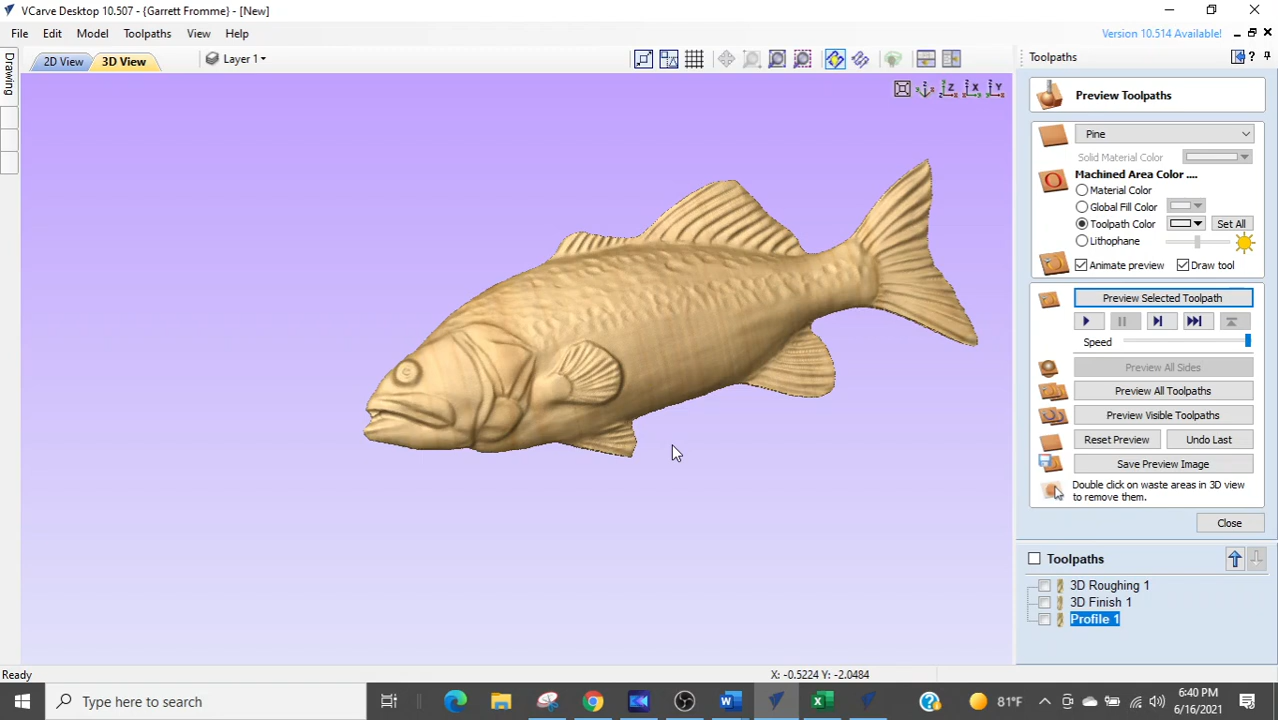 VCarve Desktop 10.507 - {Garrett Fromme} - [New]
File Edit Model Toolpaths View Help
Version 10.514 Available!
Drawing
2D View 3D View Layer 1
Toolpaths ?
Z X Y
Preview Toolpaths
Pine
Solid Material Color
Machined Area Color ....
Material Color
Global Fill Color
Toolpath Color Set All
Lithophane
Animate preview Draw tool
Preview Selected Toolpath
Speed
Preview All Sides
Preview All Toolpaths
Preview Visible Toolpaths
Reset Preview Undo Last
Save Preview Image
Double click on waste areas in 3D view
to remove them.
Close
Toolpaths
3D Roughing 1
3D Finish 1
Profile 1
Ready X: -0.5224 Y: -2.0484
Type here to search
81°F
6:40 PM
6/16/2021